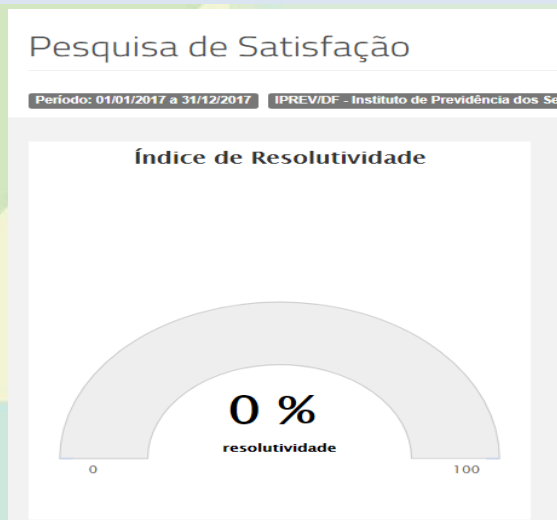 Pesquisa de Satisfação
Período: 01/01/2017 a 31/12/2017 IPREV/DF - Instituto de Previdência dos
Índice de Resolutividade
0 %
resolutividade
0 100